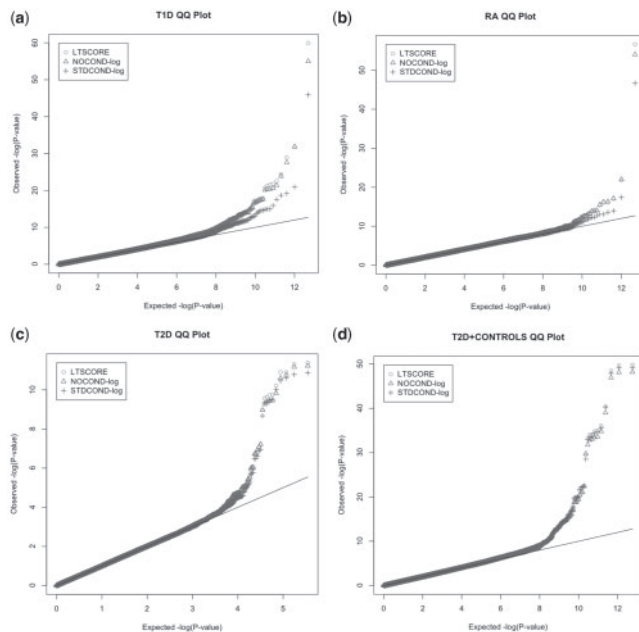 (a)
T1D QQ Plot
LTSCORE
NOCOND-log
STDCOND-log
Observed -log(P-value)
0 10 20 30 40 50 60
0 2 4 6 8 10 12
Expected -log(P-value)
(b)
RA QQ Plot
LTSCORE
NOCOND-log
STDCOND-log
Observed -log(P-value)
0 10 20 30 40 50
0 2 4 6 8 10 12
Expected -log(P-value)
(c)
T2D QQ Plot
LTSCORE
NOCOND-log
STDCOND-log
Observed -log(P-value)
0 2 4 6 8 10
0 1 2 3 4 5
Expected -log(P-value)
(d)
T2D+CONTROLS QQ Plot
LTSCORE
NOCOND-log
STDCOND-log
Observed -log(P-value)
0 10 20 30 40 50
0 2 4 6 8 10 12
Expected -log(P-value)